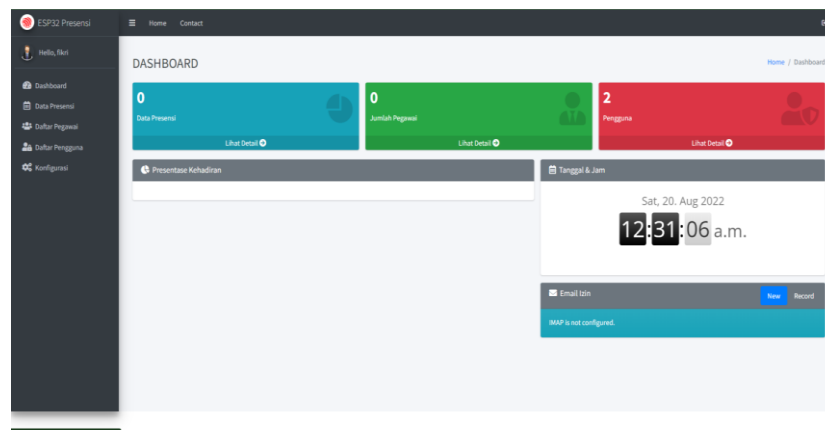 ESP32 Presensi
Home Contact
Hello, fikri
DASHBOARD
Home / Dashboard
Dashboard
Data Presensi
Daftar Pegawai
Daftar Pengguna
Konfigurasi
0
Data Presensi
Lihat Detail
0
Jumlah Pegawai
Lihat Detail
2
Pengguna
Lihat Detail
Presentase Kehadiran
Tanggal & Jam
Sat, 20. Aug 2022
12:31:06 a.m.
Email Izin
New Record
IMAP is not configured.